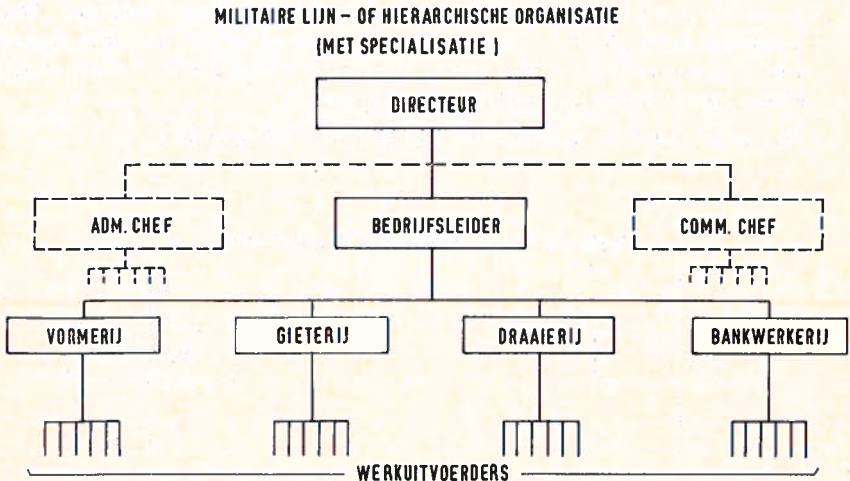 MILITAIRE LIJN - OF HIERARCHISCHE ORGANISATIE
(MET SPECIALISATIE)
DIRECTEUR
ADM. CHEF
BEDRIJFSLEIDER
COMM. CHEF
VORMERIJ
GIETERIJ
DRAAIERIJ
BANKWERKERIJ
WERKUITVOERDERS